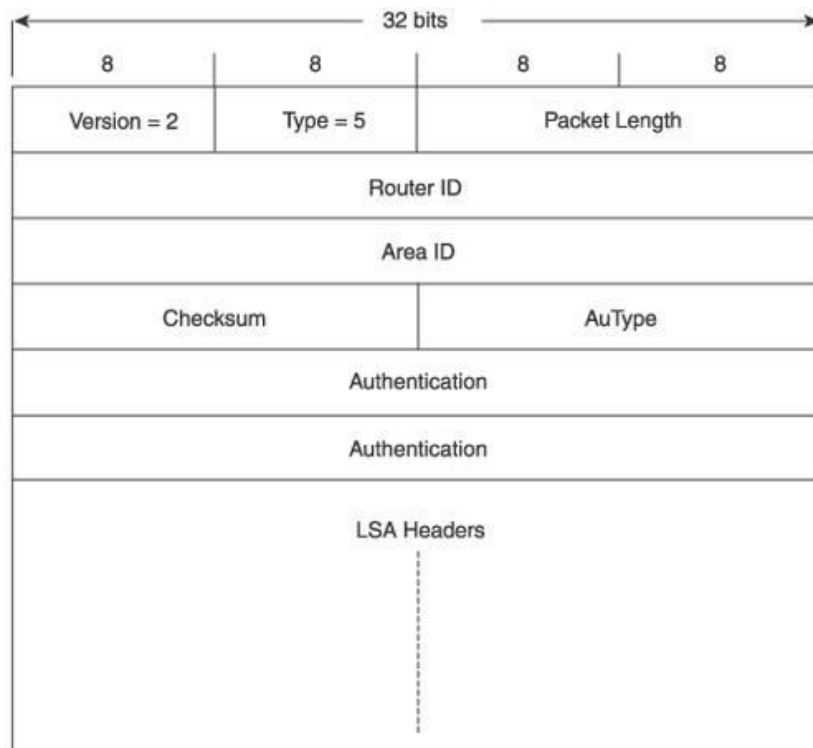 32 bits
8 8 8 8
Version = 2 Type = 5 Packet Length
Router ID
Area ID
Checksum AuType
Authentication
Authentication
LSA Headers